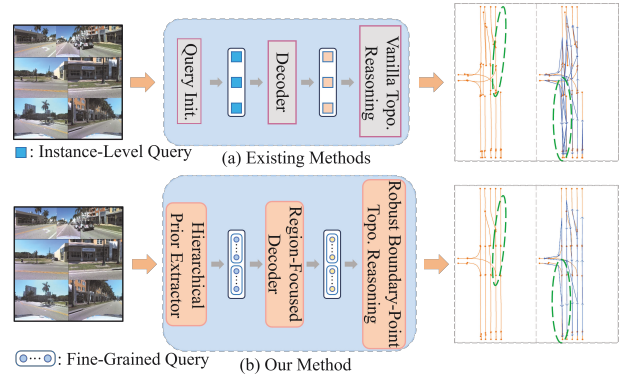 Query Init.
Decoder
Vanilla Topo.
Reasoning
: Instance-Level Query
(a) Existing Methods
Hierarchical
Prior Extractor
Region-Focused
Decoder
Robust Boundary-Point
Topo. Reasoning
: Fine-Grained Query
(b) Our Method